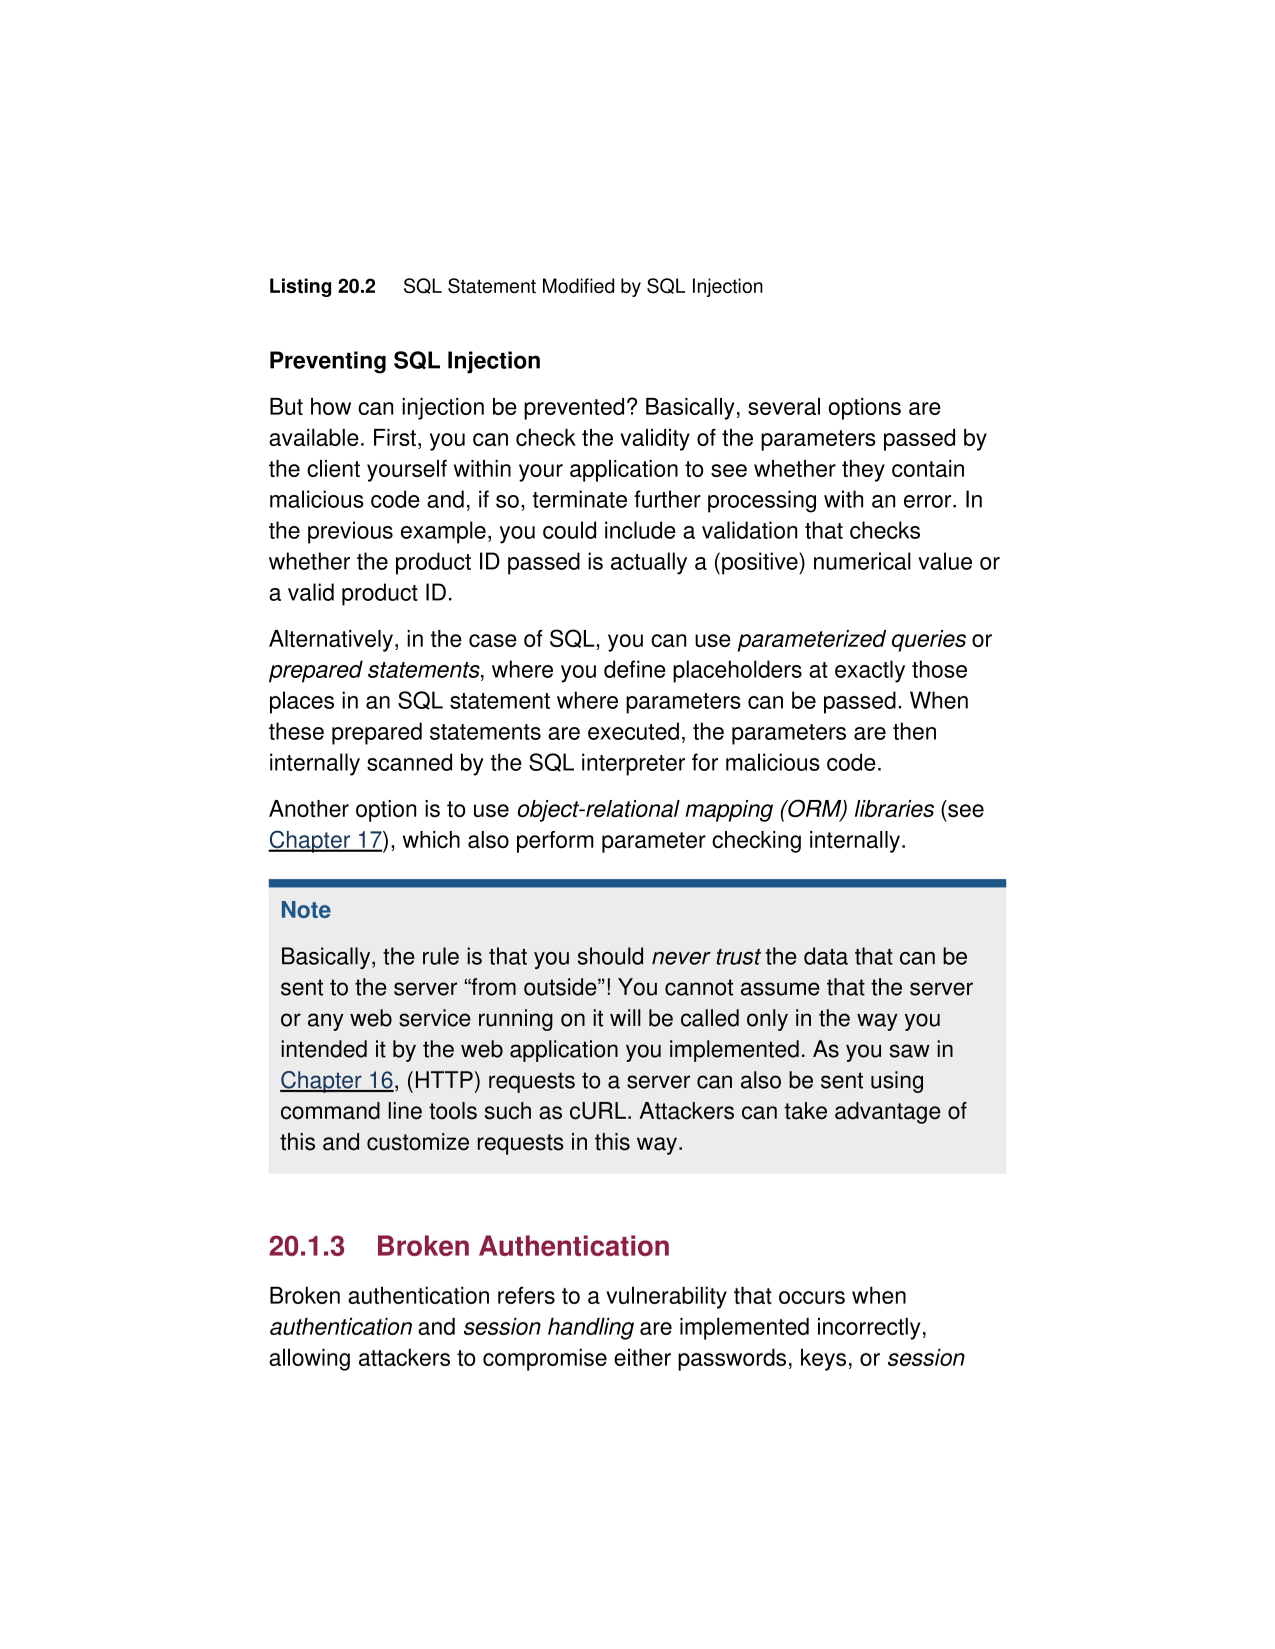 Listing 20.2 SQL Statement Modified by SQL Injection
Preventing SQL Injection
But how can injection be prevented? Basically, several options are
available. First, you can check the validity of the parameters passed by
the client yourself within your application to see whether they contain
malicious code and, if so, terminate further processing with an error. In
the previous example, you could include a validation that checks
whether the product ID passed is actually a (positive) numerical value or
a valid product ID.
Alternatively, in the case of SQL, you can use parameterized queries or
prepared statements, where you define placeholders at exactly those
places in an SQL statement where parameters can be passed. When
these prepared statements are executed, the parameters are then
internally scanned by the SQL interpreter for malicious code.
Another option is to use object-relational mapping (ORM) libraries (see
Chapter 17), which also perform parameter checking internally.
Note
Basically, the rule is that you should never trust the data that can be
sent to the server “from outside”! You cannot assume that the server
or any web service running on it will be called only in the way you
intended it by the web application you implemented. As you saw in
Chapter 16, (HTTP) requests to a server can also be sent using
command line tools such as cURL. Attackers can take advantage of
this and customize requests in this way.
20.1.3 Broken Authentication
Broken authentication refers to a vulnerability that occurs when
authentication and session handling are implemented incorrectly,
allowing attackers to compromise either passwords, keys, or session